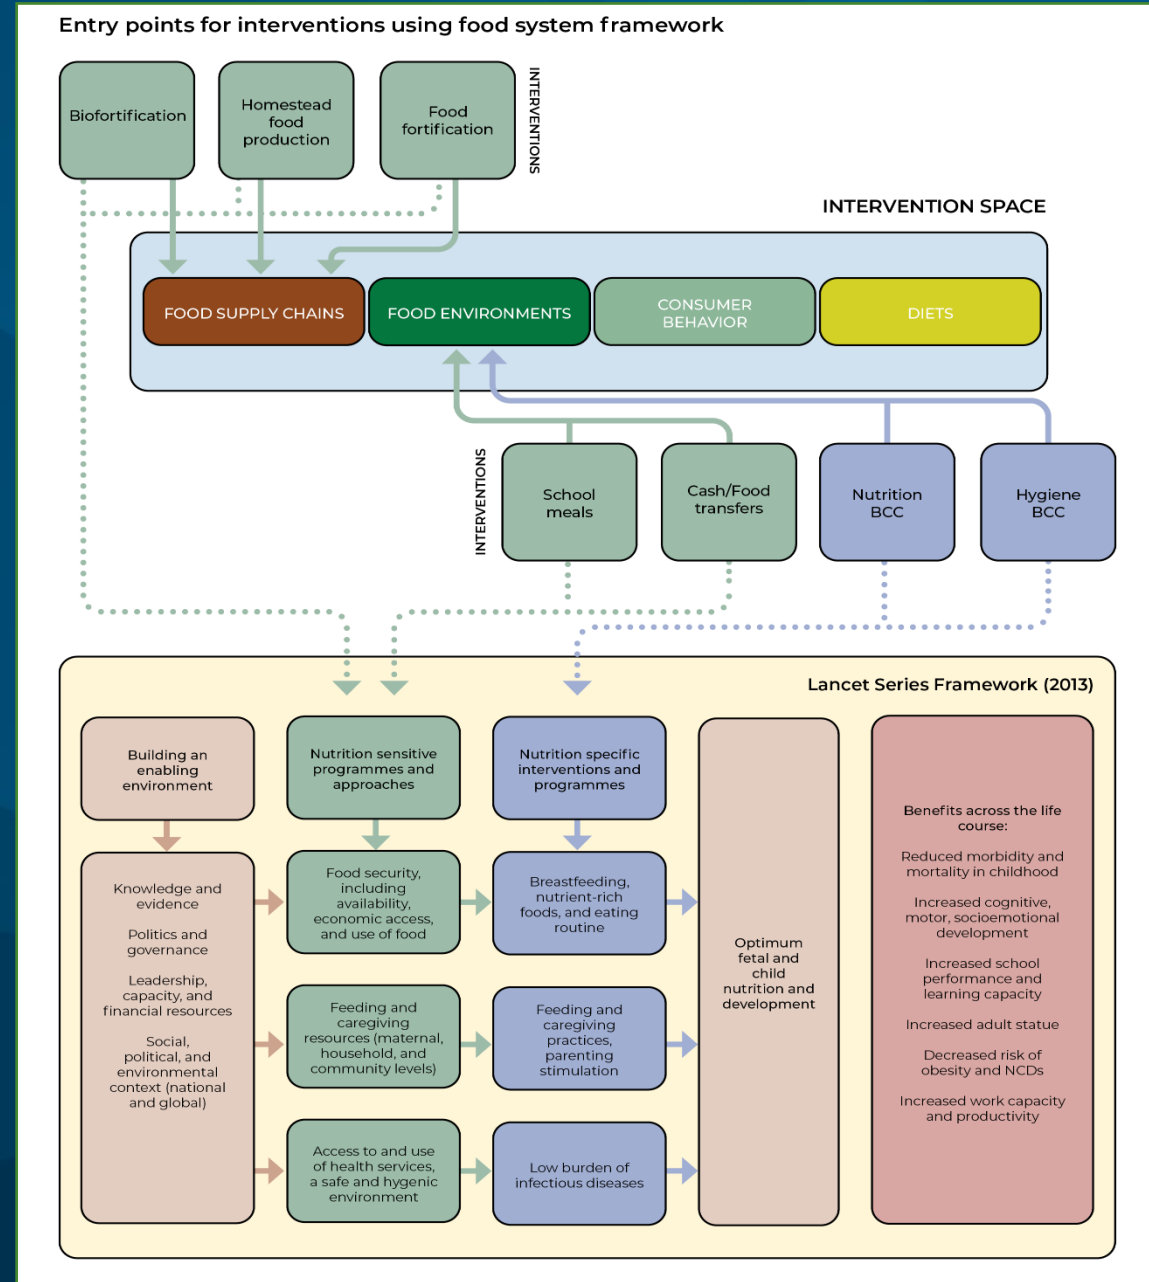 Entry points for interventions using food system framework
Biofortification
Homestead
food
production
Food
fortification
INTERVENTIONS
INTERVENTION SPACE
FOOD SUPPLY CHAINS
FOOD ENVIRONMENTS
CONSUMER
BEHAVIOR
DIETS
INTERVENTIONS
School
meals
Cash/Food
transfers
Nutrition
BCC
Hygiene
BCC
Lancet Series Framework (2013)
Building an
enabling
environment
Knowledge and
evidence
Politics and
governance
Leadership,
capacity, and
financial resources
Social,
political, and
environmental
context (national
and global)
Nutrition sensitive
programmes and
approaches
Food security,
including
availability,
economic access,
and use of food
Feeding and
caregiving
resources (maternal,
household, and
community levels)
Access to and use
of health services,
a safe and hygenic
environment
Nutrition specific
interventions and
programmes
Breastfeeding,
nutrient-rich
foods, and eating
routine
Feeding and
caregiving
practices,
parenting
stimulation
Low burden of
infectious diseases
Optimum
fetal and
child
nutrition and
development
Benefits across the life
course:
Reduced morbidity and
mortality in childhood
Increased cognitive,
motor, socioemotional
development
Increased school
performance and
learning capacity
Increased adult statue
Decreased risk of
obesity and NCDs
Increased work capacity
and productivity